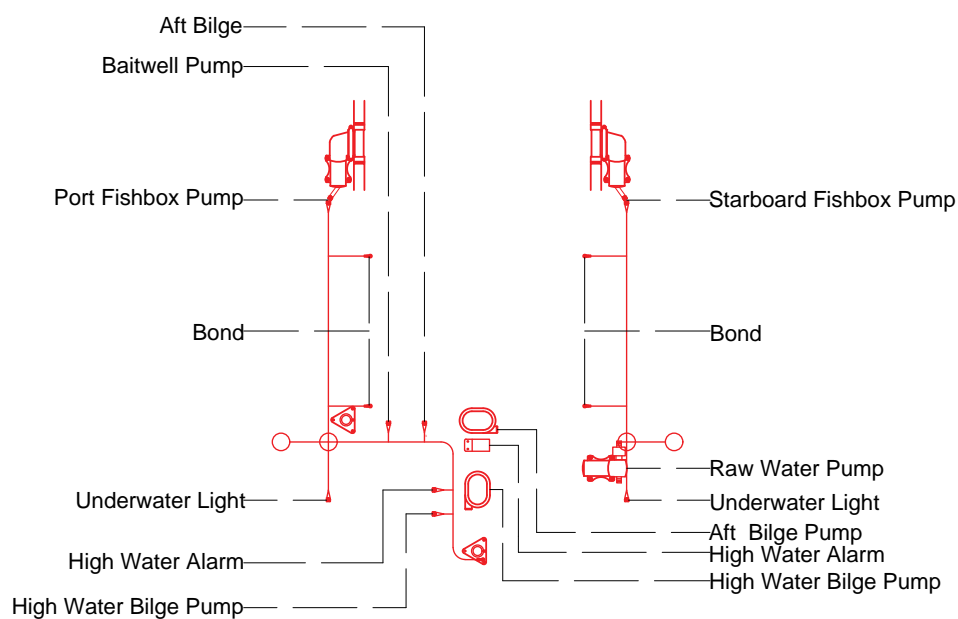 Aft Bilge
Baitwell Pump
Port Fishbox Pump
Starboard Fishbox Pump
Bond
Bond
Raw Water Pump
Underwater Light
Underwater Light
Aft Bilge Pump
High Water Alarm
High Water Alarm
High Water Bilge Pump
High Water Bilge Pump